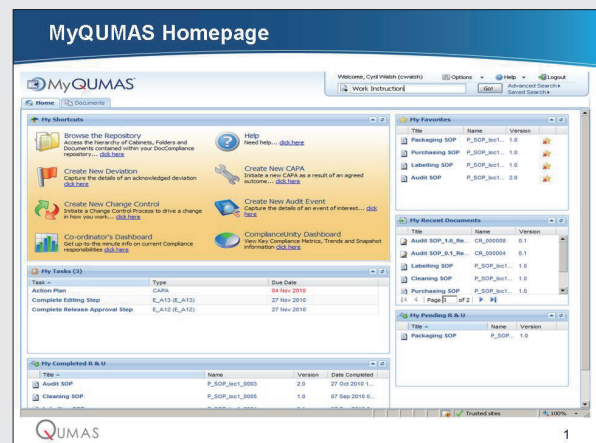 MyQUMAS Homepage
MyQUMAS
Welcome, Cyril Walsh (cwalsh) Options Help Logout
Work Instruction Go! Advanced Search
Saved Search
Home Documents
My Shortcuts
Browse the Repository
Access the hierarchy of Cabinets, Folders and
Documents contained within your DocCompliance
repository... click here
Help
Need help... click here
Create New Deviation
Capture the details of an acknowledged deviation
click here
Create New CAPA
Initiate a new CAPA as a result of an agreed
outcome... click here
Create New Change Control
Initiate a Change Control Process to drive a change
in how you work... click here
Create New Audit Event
Capture the details of an event of interest... click
here
Co-ordinator's Dashboard
Get up-to-the minute info on current Compliance
responsibilities click here
ComplianceUnity Dashboard
View Key Compliance Metrics, Trends and Snapshot
information click here
My Tasks (3)
Task Type Due Date
Action Plan CAPA 04 Nov 2010
Complete Editing Step E_A13 (E_A13) 27 Nov 2010
Complete Release Approval Step E_A12 (E_A12) 27 Nov 2010
My Completed R & U
Title Name Version Date Completed
Audit SOP P_SOP_loc1_0003 2.0 27 Oct 2010 1...
Cleaning SOP P_SOP_loc1_0005 1.0 07 Sep 2010 0...
My Favorites
Title Name Version
Packaging SOP P_SOP_loc1... 1.0
Purchasing SOP P_SOP_loc1... 1.0
Labelling SOP P_SOP_loc1... 1.0
Audit SOP P_SOP_loc1... 2.0
My Recent Documents
Title Name Version
Audit SOP_1.0_Re... CR_000008 0.1
Audit SOP_0.1_Re... CR_000004 0.1
Labelling SOP P_SOP_loc1... 1.0
Cleaning SOP P_SOP_loc1... 1.0
Purchasing SOP P_SOP_loc1... 1.0
Page 1 of 2
My Pending R & U
Title Name Version
Packaging SOP P_SOP... 1.0
Trusted sites 100%
QUMAS
1